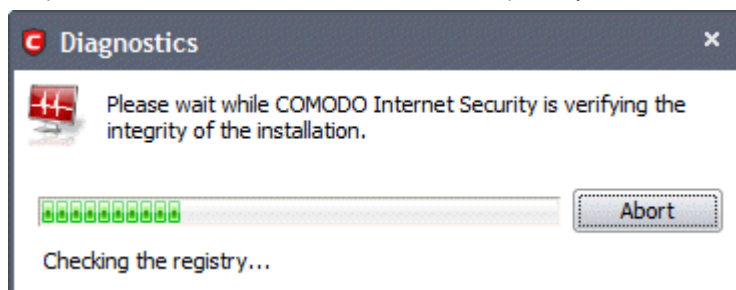 Diagnostics
Please wait while COMODO Internet Security is verifying the
integrity of the installation.
Abort
Checking the registry...